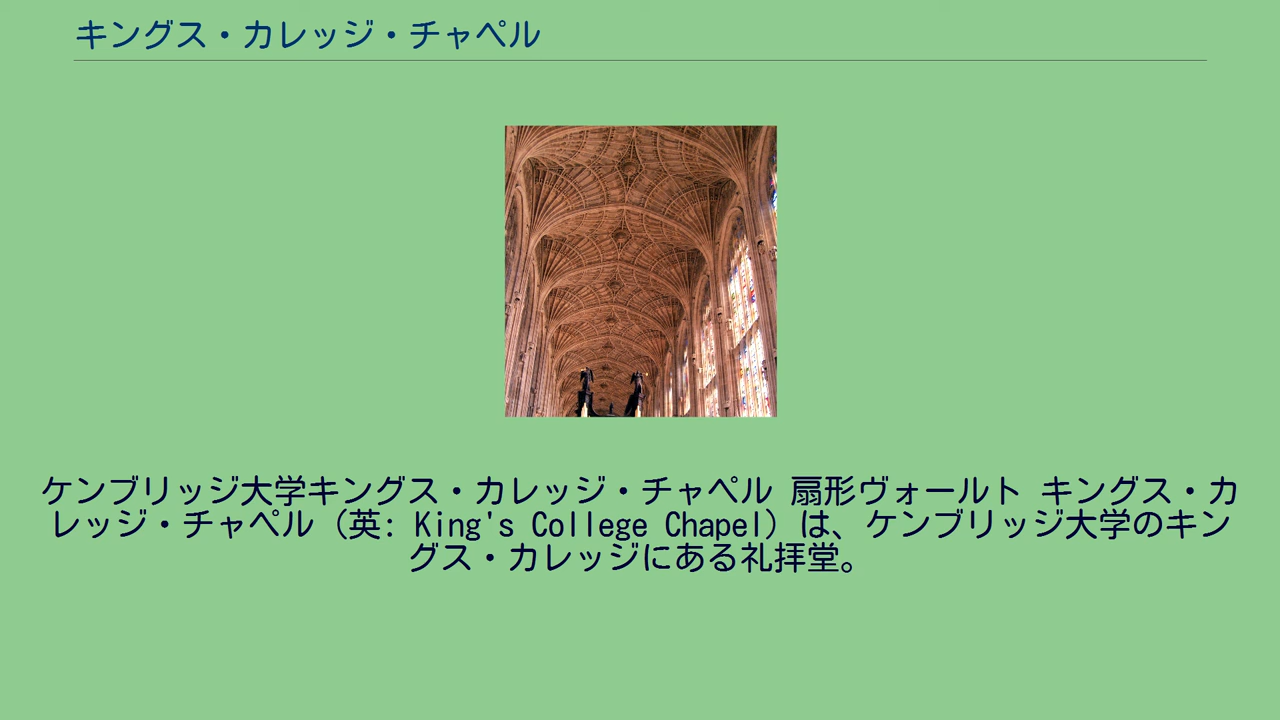 キングス・カレッジ・チャペル
ケンブリッジ大学キングス・カレッジ・チャペル 扇形ヴォールト キングス・カ
レッジ・チャペル（英: King's College Chapel）は、ケンブリッジ大学のキン
グス・カレッジにある礼拝堂。